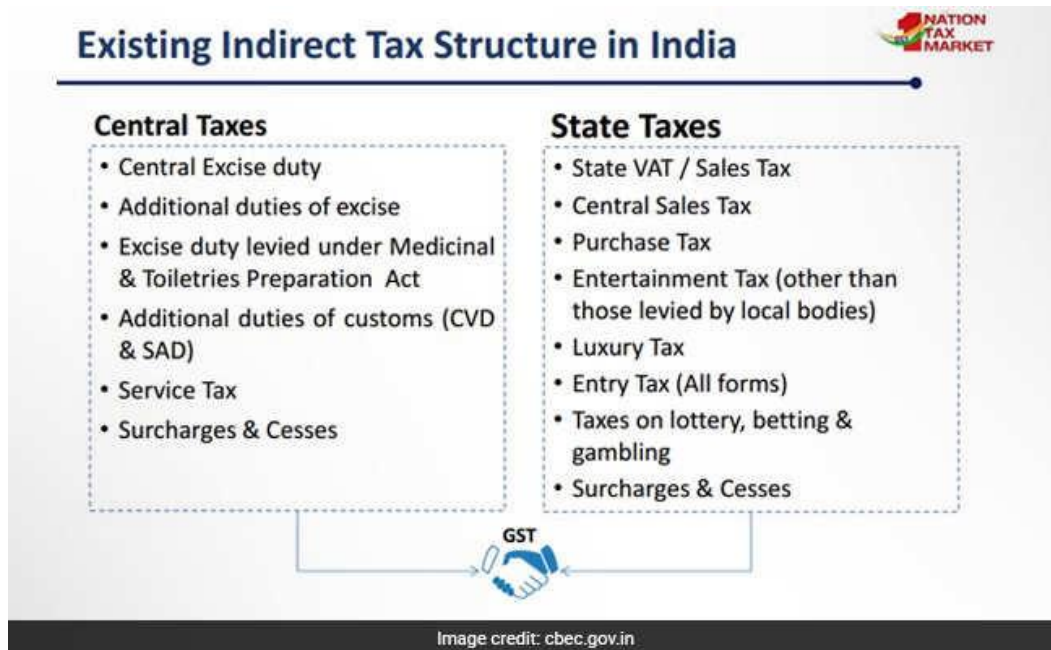 Existing Indirect Tax Structure in India
1 NATION
TAX
MARKET
Central Taxes
• Central Excise duty
• Additional duties of excise
• Excise duty levied under Medicinal
& Toiletries Preparation Act
• Additional duties of customs (CVD
& SAD)
• Service Tax
• Surcharges & Cesses
State Taxes
• State VAT / Sales Tax
• Central Sales Tax
• Purchase Tax
• Entertainment Tax (other than
those levied by local bodies)
• Luxury Tax
• Entry Tax (All forms)
• Taxes on lottery, betting &
gambling
• Surcharges & Cesses
GST
Image credit: cbec.gov.in